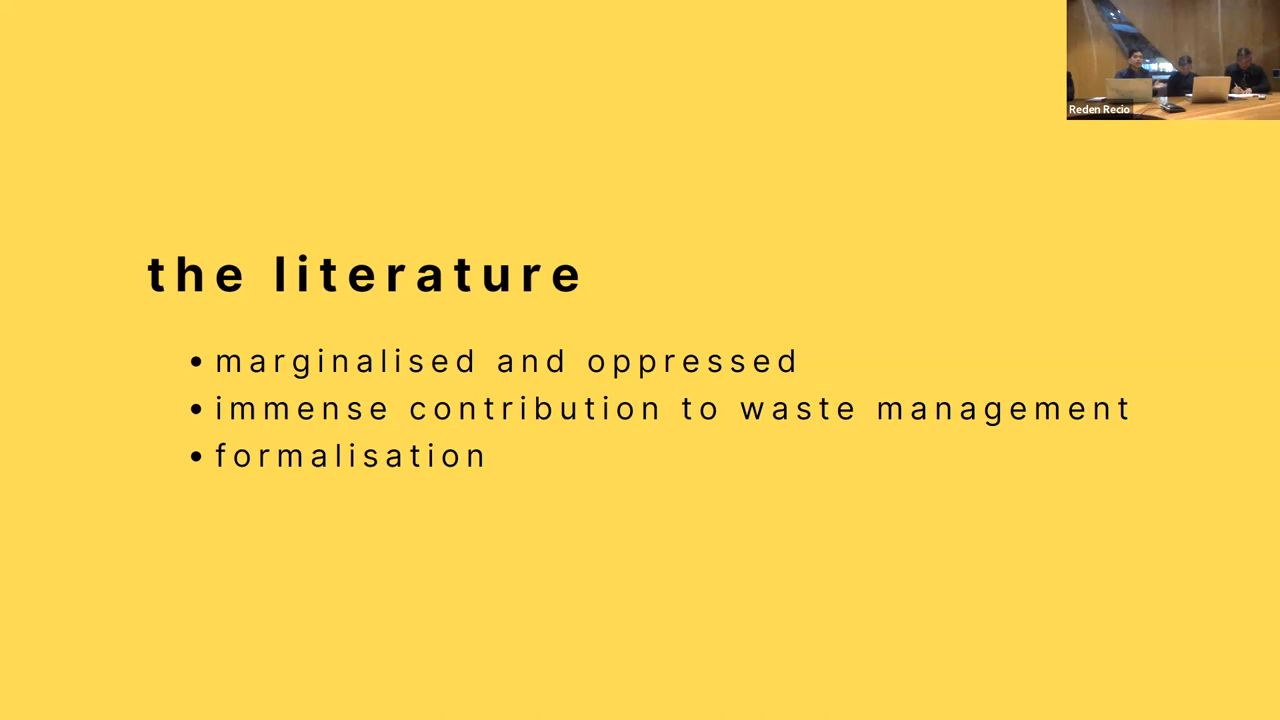 Reden Recio
the literature
• marginalised and oppressed
• immense contribution to waste management
• formalisation